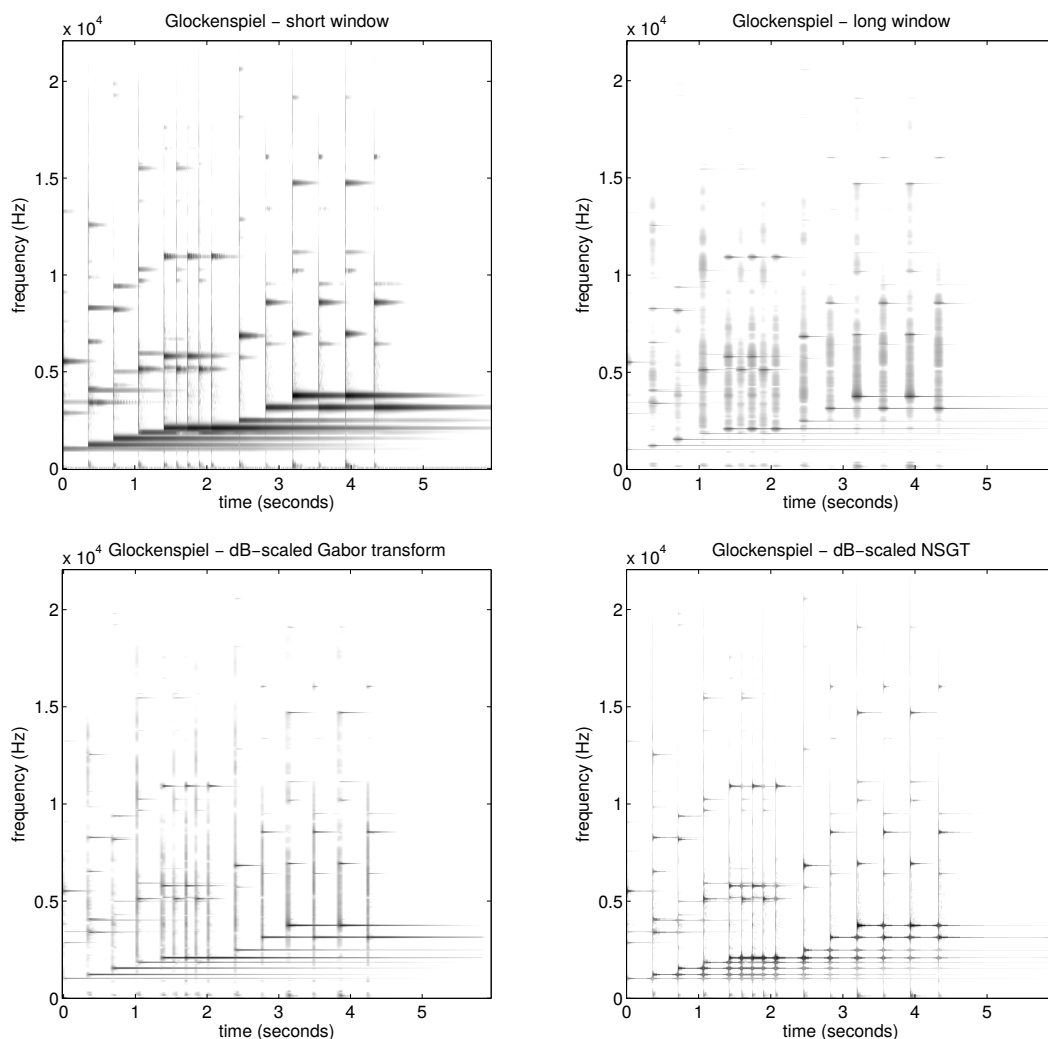 Glockenspiel − short window
x 10^4
2
1.5
1
0.5
0
frequency (Hz)
0 1 2 3 4 5
time (seconds)
Glockenspiel − long window
x 10^4
2
1.5
1
0.5
0
frequency (Hz)
0 1 2 3 4 5
time (seconds)
x 10^4 Glockenspiel − dB−scaled Gabor transform
2
1.5
1
0.5
0
frequency (Hz)
0 1 2 3 4 5
time (seconds)
Glockenspiel − dB−scaled NSGT
x 10^4
2
1.5
1
0.5
0
frequency (Hz)
0 1 2 3 4 5
time (seconds)